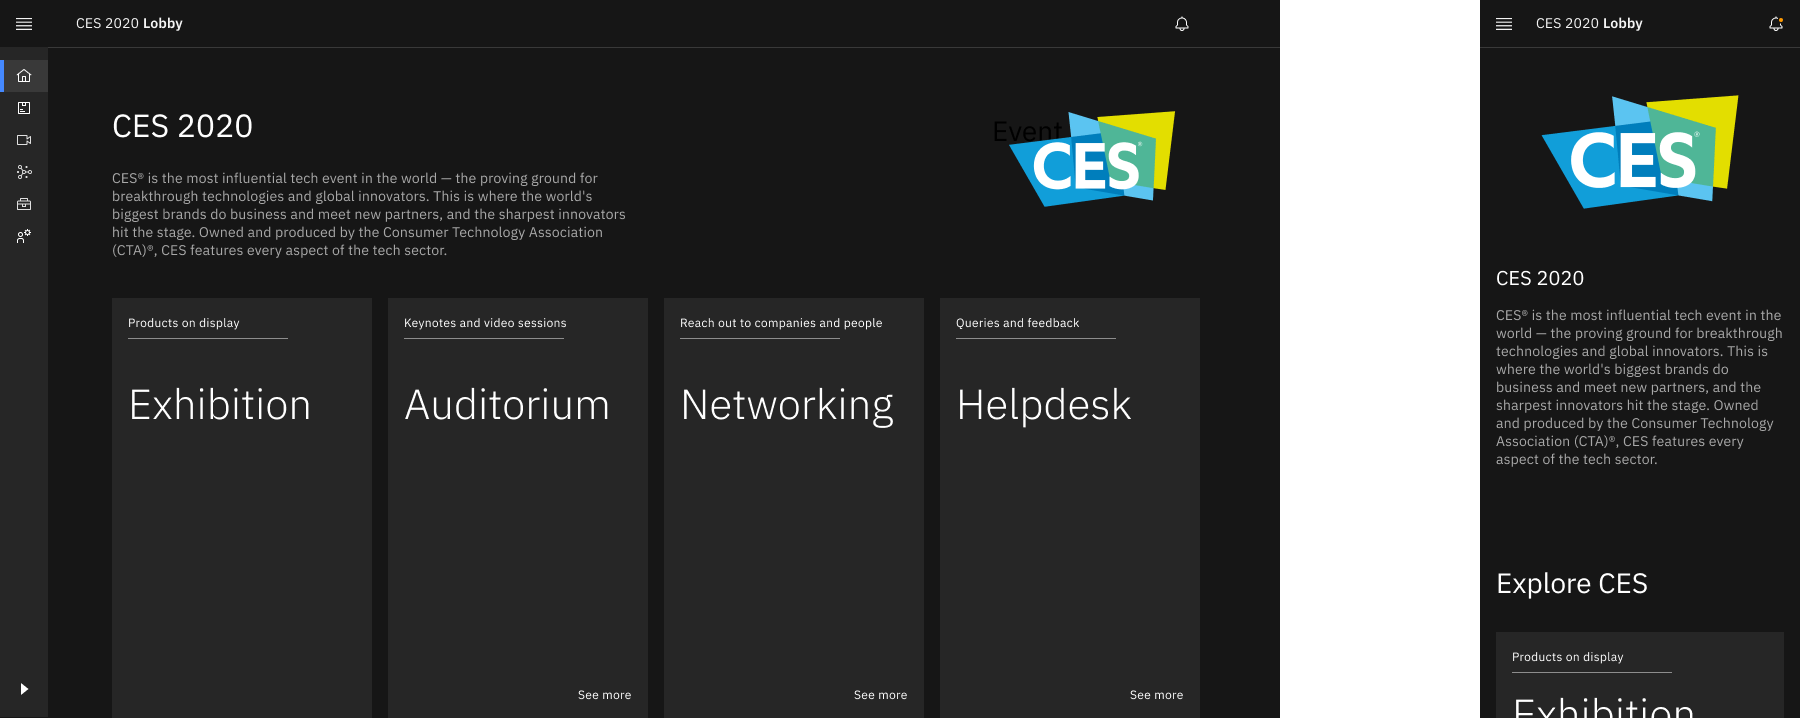 CES 2020 Lobby
CES 2020
Event
CES®
CES® is the most influential tech event in the world — the proving ground for
breakthrough technologies and global innovators. This is where the world's
biggest brands do business and meet new partners, and the sharpest innovators
hit the stage. Owned and produced by the Consumer Technology Association
(CTA)®, CES features every aspect of the tech sector.
Products on display
Exhibition
Keynotes and video sessions
Auditorium
See more
Reach out to companies and people
Networking
See more
Queries and feedback
Helpdesk
See more
CES 2020 Lobby
CES®
CES 2020
CES® is the most influential tech event in the
world — the proving ground for breakthrough
technologies and global innovators. This is
where the world's biggest brands do
business and meet new partners, and the
sharpest innovators hit the stage. Owned
and produced by the Consumer Technology
Association (CTA)®, CES features every
aspect of the tech sector.
Explore CES
Products on display
Exhibition